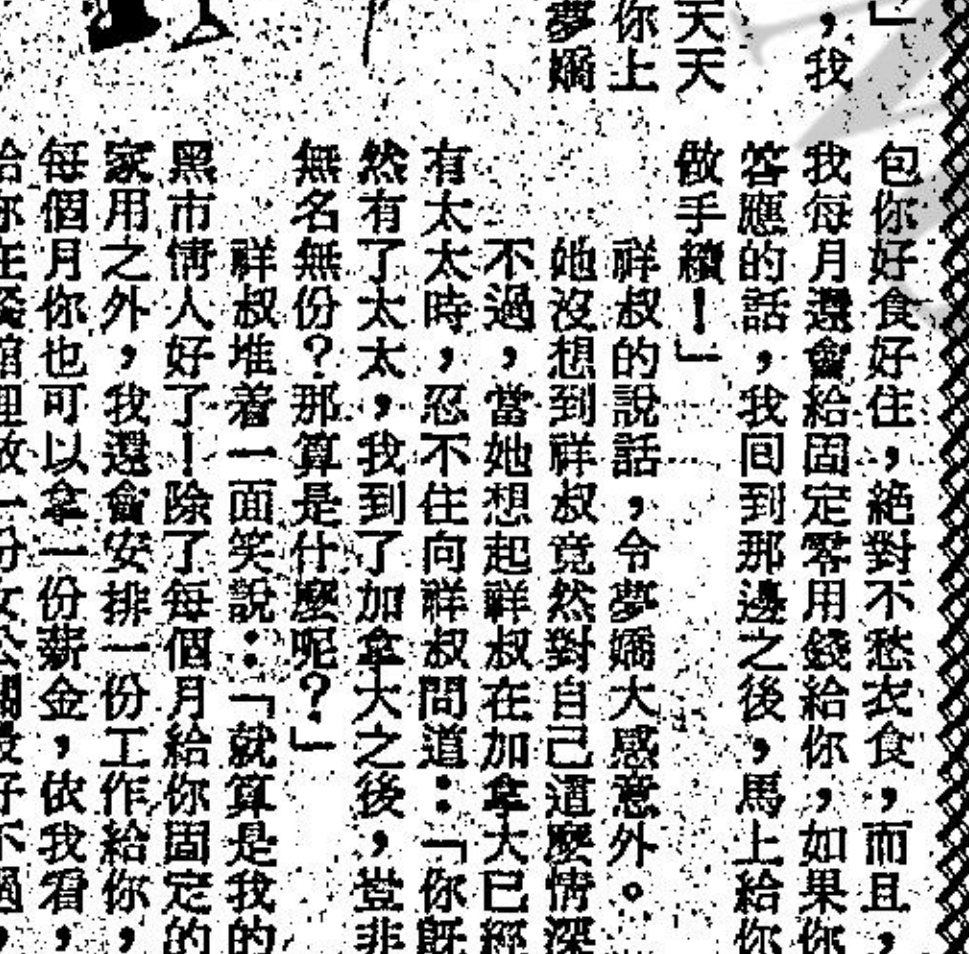 」
，我
天天
你上
夢嬌
包你好食好住，絕對不愁衣食，而且，
我每月還會給固定零用錢給你，如果你
答應的話，我回到那邊之後，馬上給你
做手續！」
祥叔的說話，令夢嬌大感意外。
她沒想到祥叔竟然對自己這麼情深
不過，當她想起祥叔在加拿大已經
有太太時，忍不住向祥叔問道：「你既
然有了太太，我到了加拿大之後，豈非
無名無份？那算是什麼呢？」
祥叔堆着一面笑說：「就算是我的
黑市情人好了！除了每個月給你固定的
家用之外，我還會安排一份工作給你，
每個月你也可以拿一份薪金，依我看，